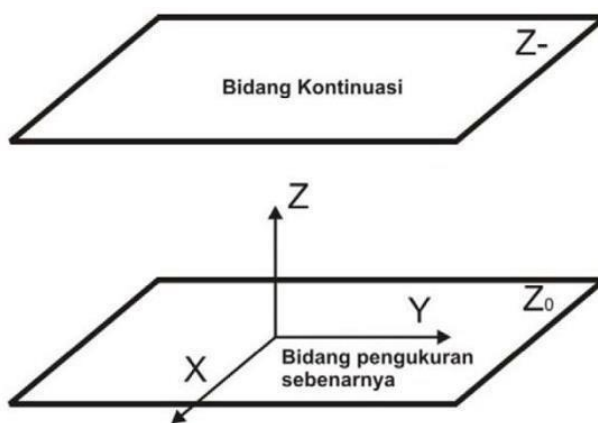 Z-
Bidang Kontinuasi
Z
Z₀
Y
X
Bidang pengukuran
sebenarnya